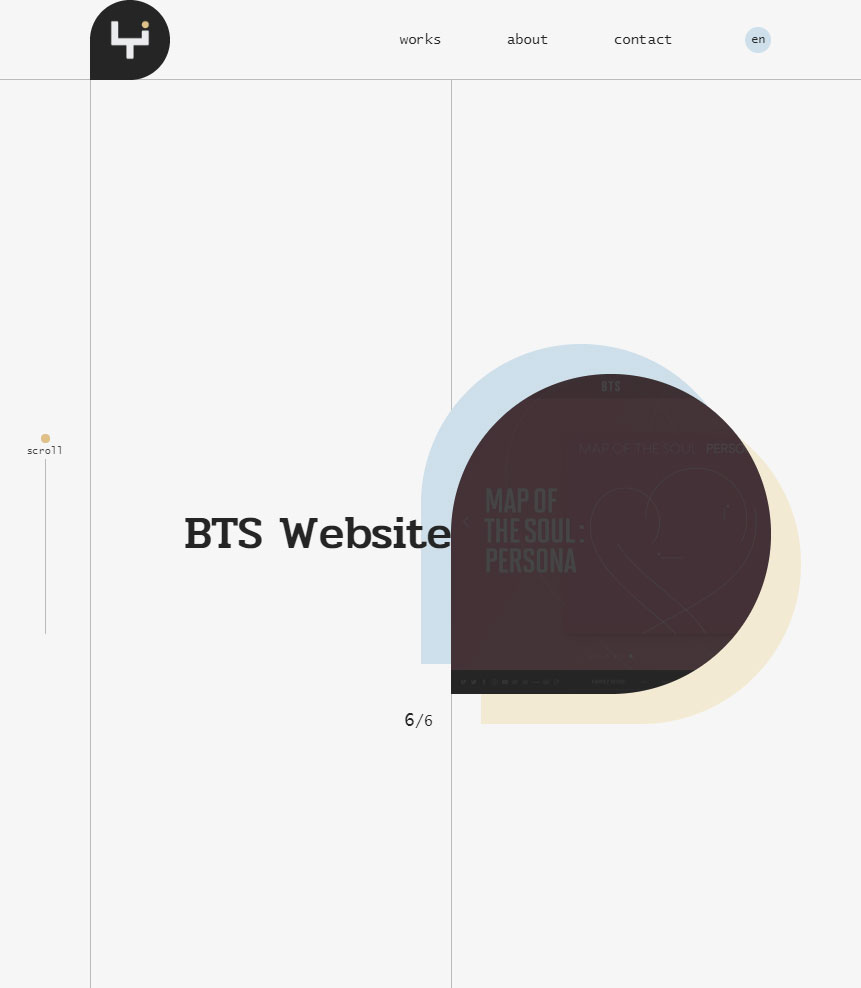 works
about
contact
en
BTS
MAP OF THE SOUL PERSO
scroll
MAP OF
THE SOUL :
PERSONA
BTS Website
6/6